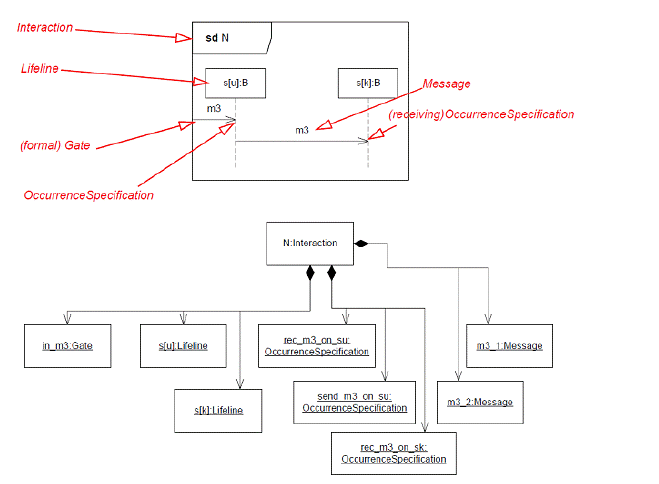 Interaction
sd N
Lifeline
s[u]:B
s[k]:B
Message
m3
(receiving)OccurrenceSpecification
m3
(formal) Gate
OccurrenceSpecification
N:Interaction
in_m3:Gate
s[u]:Lifeline
rec_m3_on_su:
OccurrenceSpecification
m3_1:Message
s[k]:Lifeline
send_m3_on_su:
OccurrenceSpecification
m3_2:Message
rec_m3_on_sk:
OccurrenceSpecification